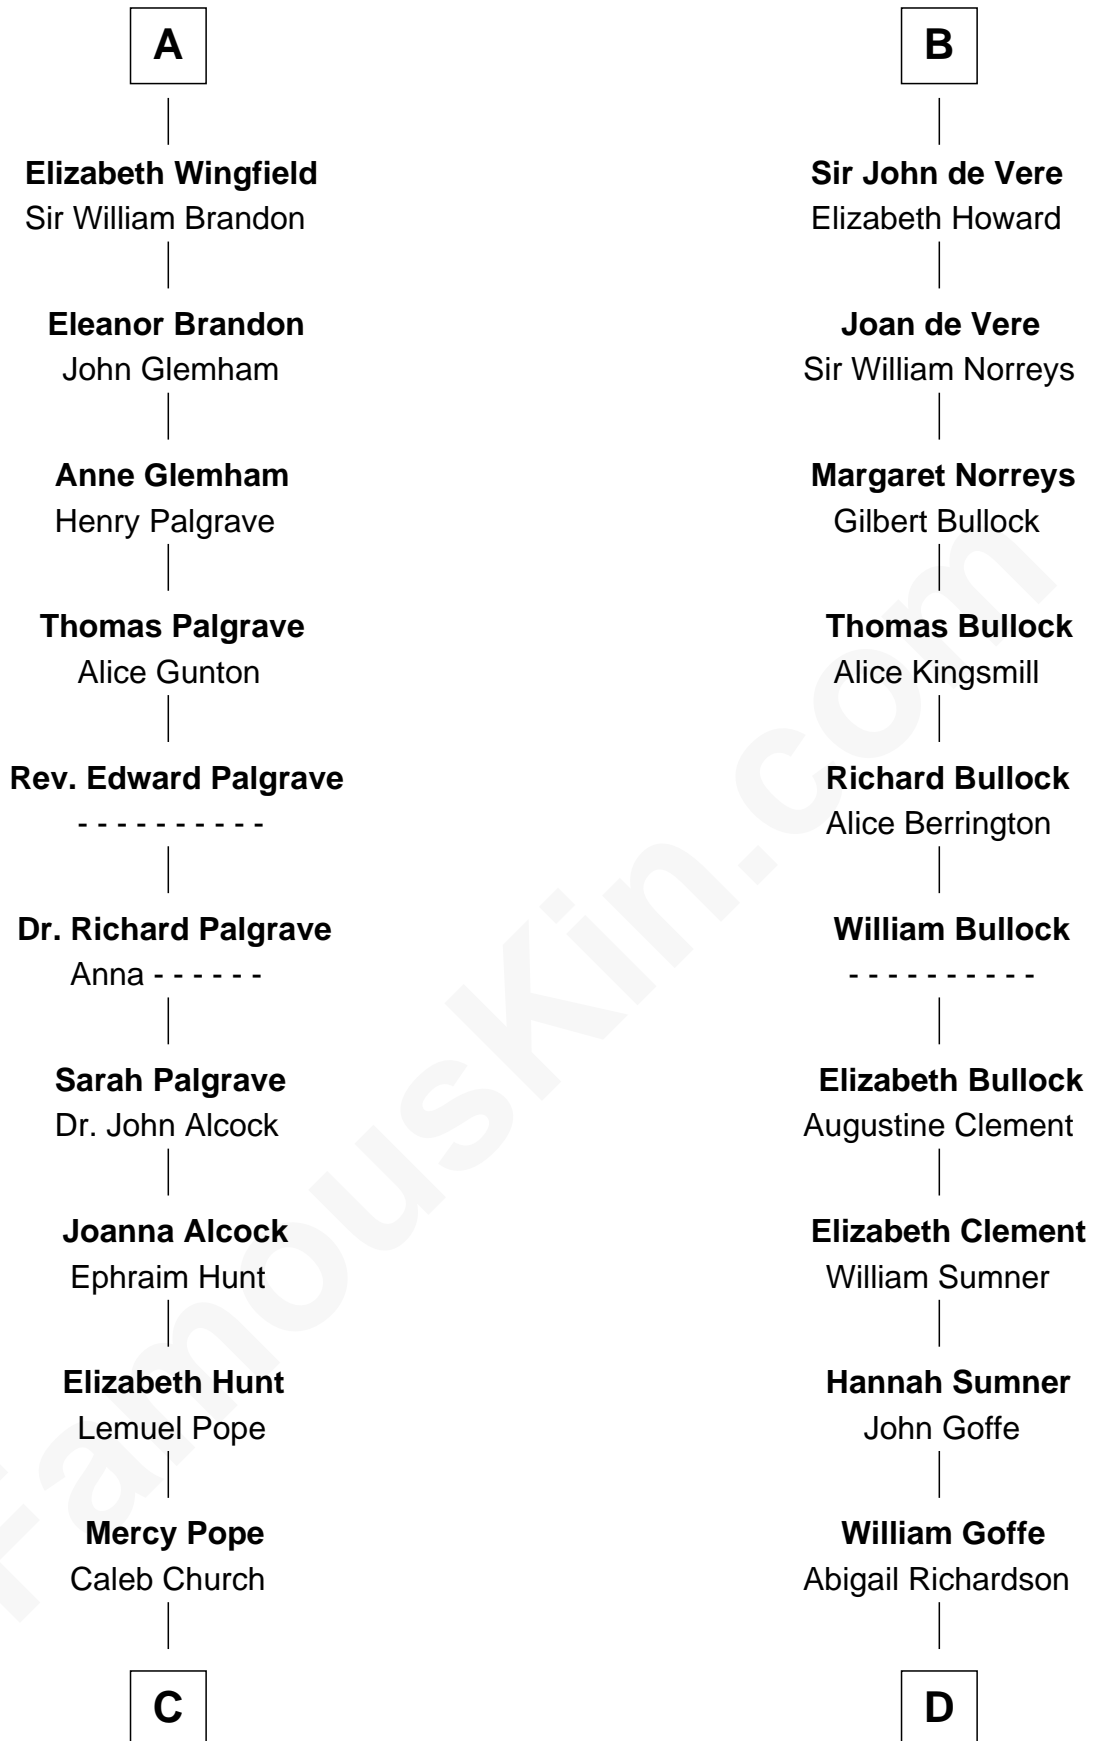 A
Elizabeth Wingfield
Sir William Brandon
Eleanor Brandon
John Glemham
Anne Glemham
Henry Palgrave
Thomas Palgrave
Alice Gunton
Rev. Edward Palgrave
- - - - - - - - - -
Dr. Richard Palgrave
Anna - - - - - -
Sarah Palgrave
Dr. John Alcock
Joanna Alcock
Ephraim Hunt
Elizabeth Hunt
Lemuel Pope
Mercy Pope
Caleb Church
C
B
Sir John de Vere
Elizabeth Howard
Joan de Vere
Sir William Norreys
Margaret Norreys
Gilbert Bullock
Thomas Bullock
Alice Kingsmill
Richard Bullock
Alice Berrington
William Bullock
- - - - - - - - - -
Elizabeth Bullock
Augustine Clement
Elizabeth Clement
William Sumner
Hannah Sumner
John Goffe
William Goffe
Abigail Richardson
D
FamousKin.com